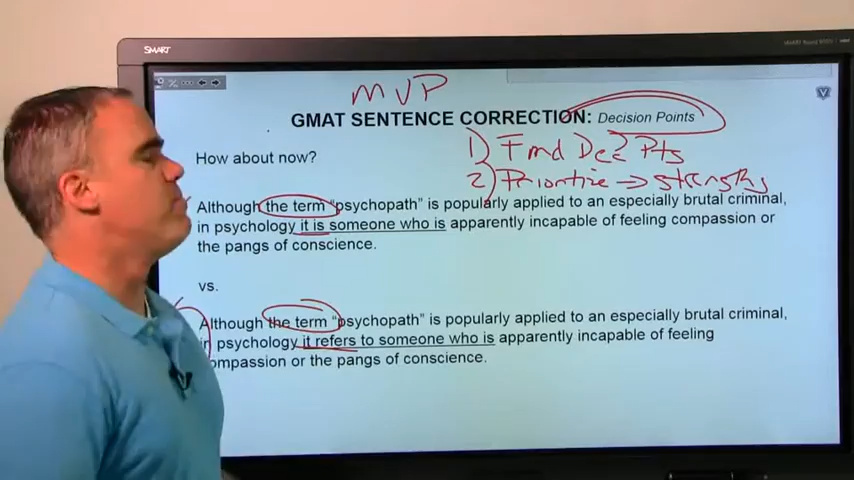 SMART
MVP
GMAT SENTENCE CORRECTION: Decision Points
1) Find Dec Pts
How about now?
2) Prioritize → strengths
Although the term "psychopath" is popularly applied to an especially brutal criminal,
in psychology it is someone who is apparently incapable of feeling compassion or
the pangs of conscience.
vs.
Although the term "psychopath" is popularly applied to an especially brutal criminal,
in psychology it refers to someone who is apparently incapable of feeling
compassion or the pangs of conscience.